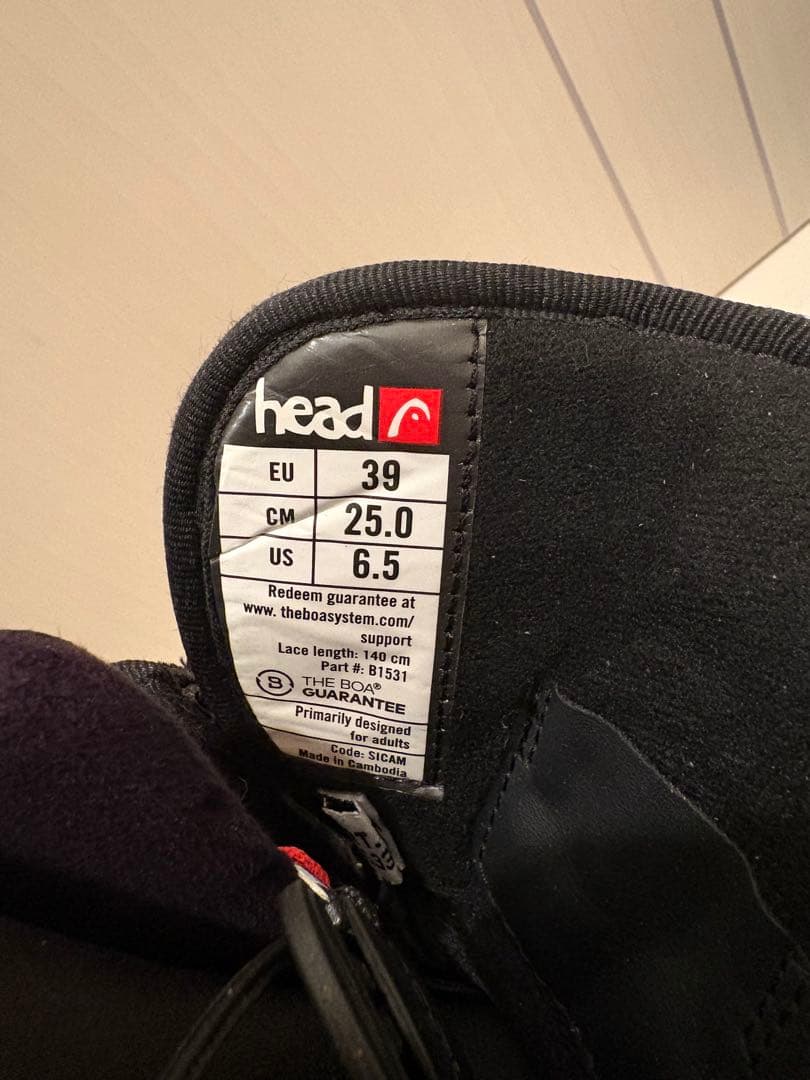 head
EU 39
CM 25.0
US 6.5
Redeem guarantee at
www. theboasystem.com/
support
Lace length: 140 cm
Part #: B1531
B THE BOA®
GUARANTEE
Primarily designed
for adults
Code: SICAM
Made in Cambodia